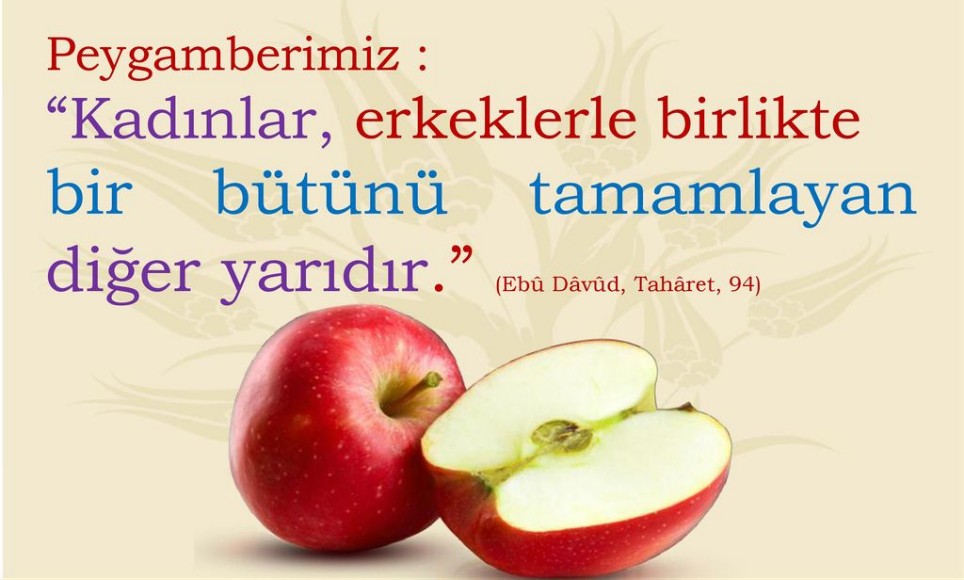 Peygamberimiz :
“Kadınlar, erkeklerle birlikte
bir bütünü tamamlayan
diğer yarıdır.” (Ebû Dâvûd, Tahâret, 94)